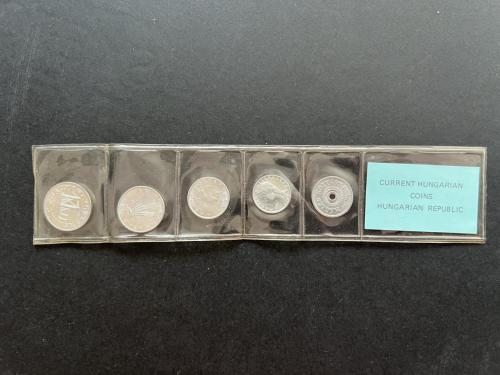 CURRENT HUNGARIAN
COINS
HUNGARIAN REPUBLIC